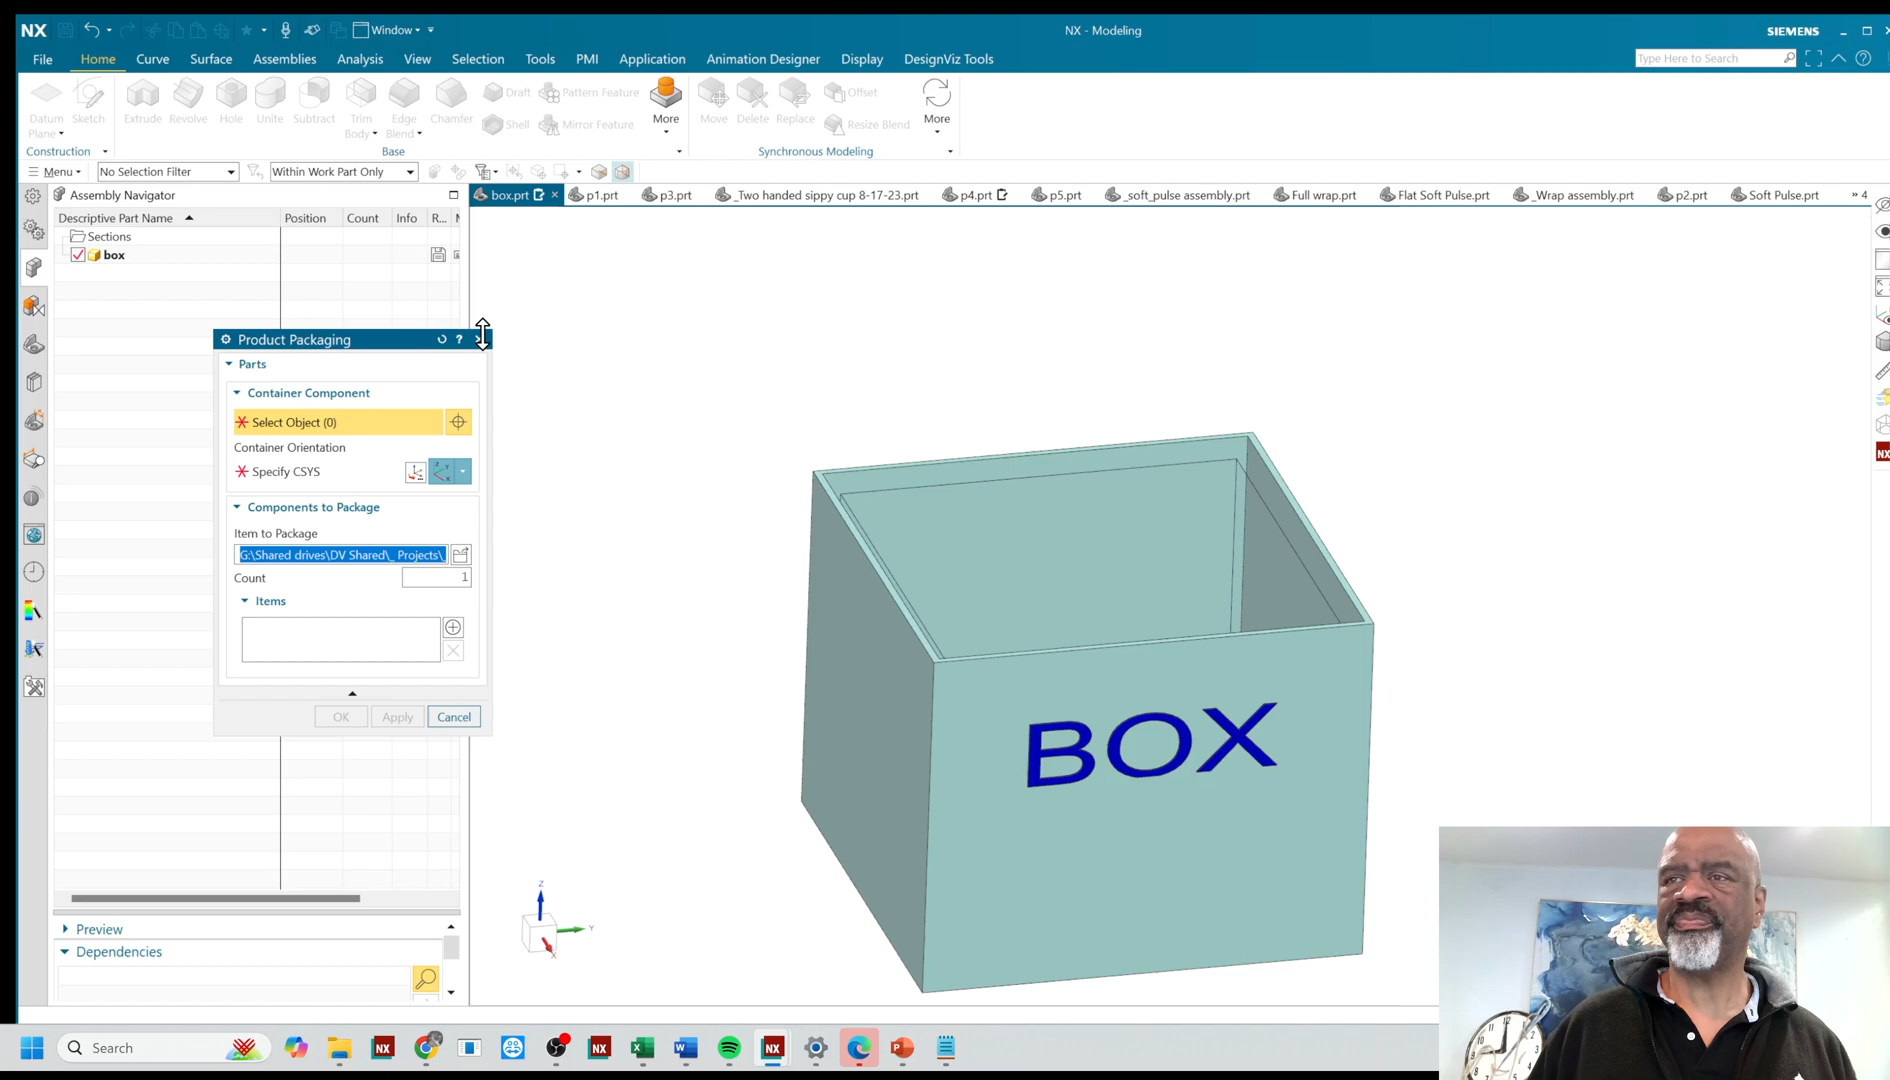 NX
Window
NX - Modeling
SIEMENS
File
Home
Curve
Surface
Assemblies
Analysis
View
Selection
Tools
PMI
Application
Animation Designer
Display
DesignViz Tools
Type Here to Search
Datum
Plane
Sketch
Extrude
Revolve
Hole
Unite
Subtract
Trim
Body
Edge
Blend
Chamfer
Draft
Pattern Feature
Shell
Mirror Feature
More
Move
Delete
Replace
Offset
Resize Blend
More
Construction
Base
Synchronous Modeling
Menu
No Selection Filter
Within Work Part Only
Assembly Navigator
box.prt
p1.prt
p3.prt
_Two handed sippy cup 8-17-23.prt
p4.prt
p5.prt
_soft_pulse assembly.prt
Full wrap.prt
Flat Soft Pulse.prt
_Wrap assembly.prt
p2.prt
Soft Pulse.prt
» 4
Descriptive Part Name
Position
Count
Info
R...
Sections
box
Product Packaging
?
Parts
Container Component
Select Object (0)
Container Orientation
Specify CSYS
Components to Package
Item to Package
G:\Shared drives\DV Shared\_ Projects\_
Count
1
Items
OK
Apply
Cancel
BOX
Z
Y
X
Preview
Dependencies
NX
Search
NX
NX
NX